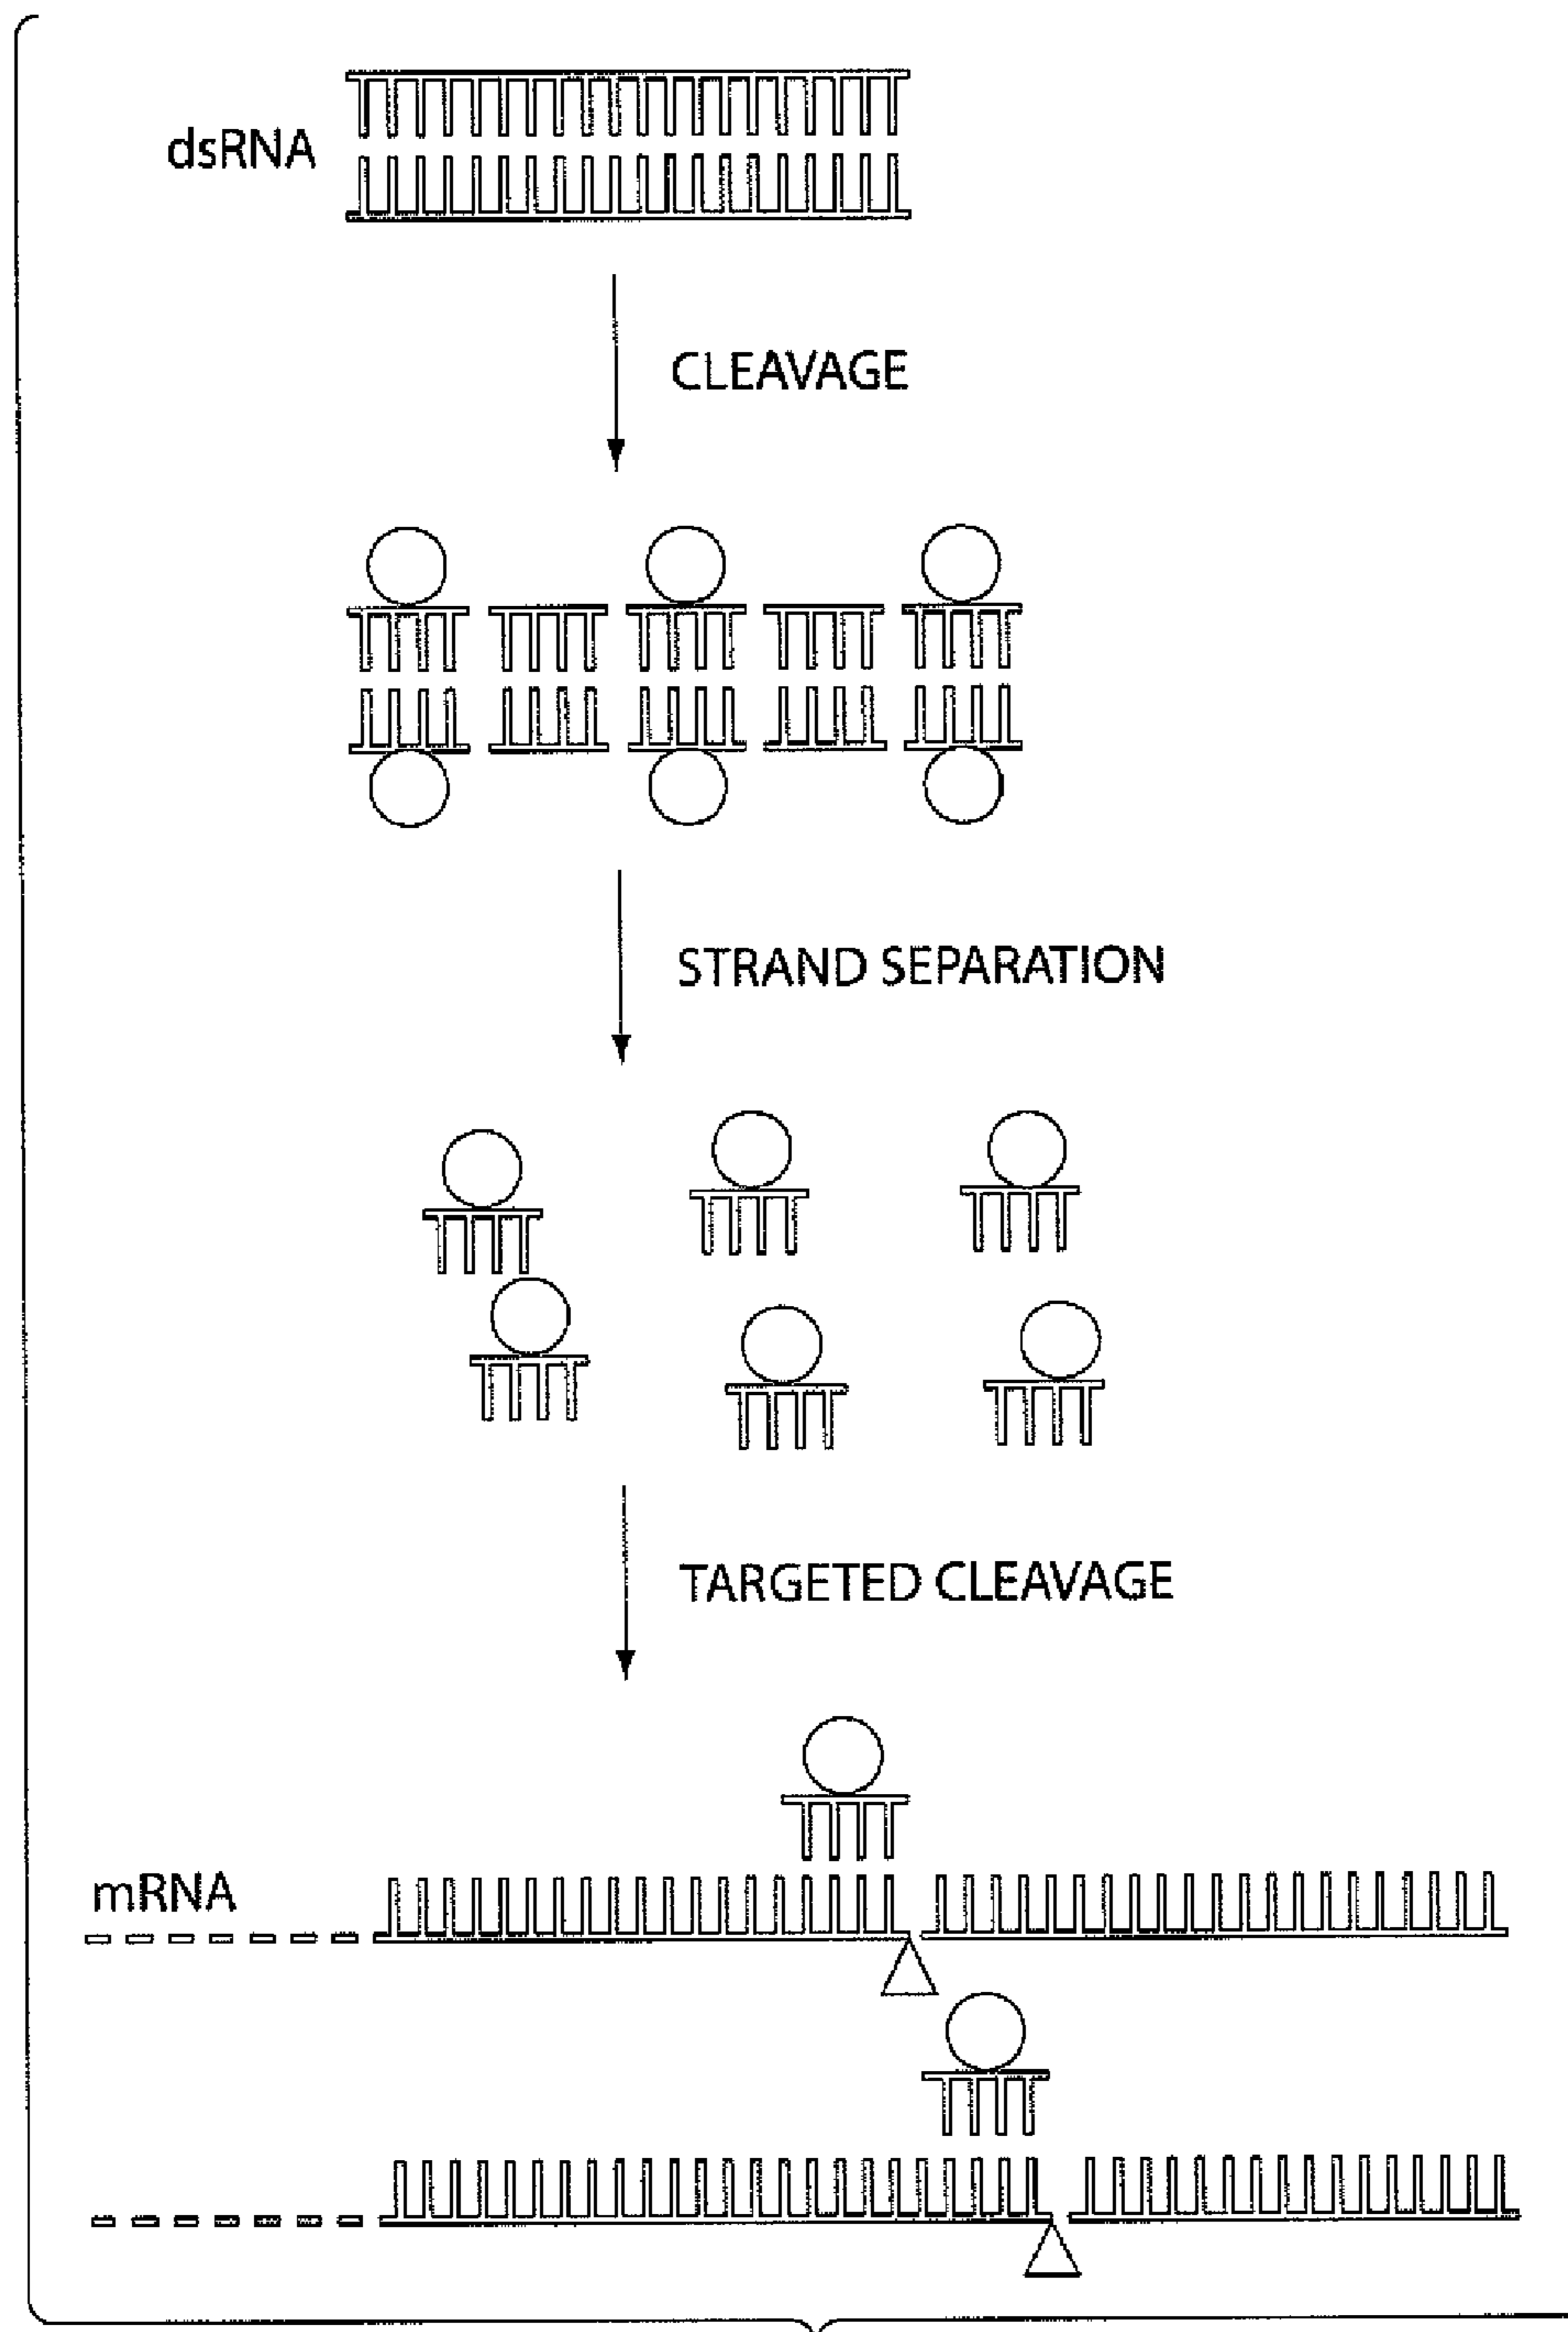 dsRNA
CLEAVAGE
STRAND SEPARATION
TARGETED CLEAVAGE
mRNA